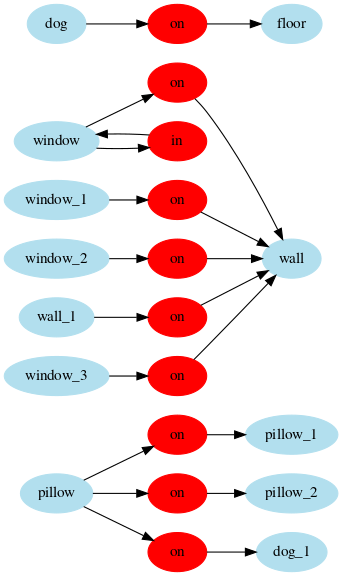 dog on floor
on
window in
window_1 on
window_2 on wall
wall_1 on
window_3 on
on pillow_1
pillow on pillow_2
on dog_1